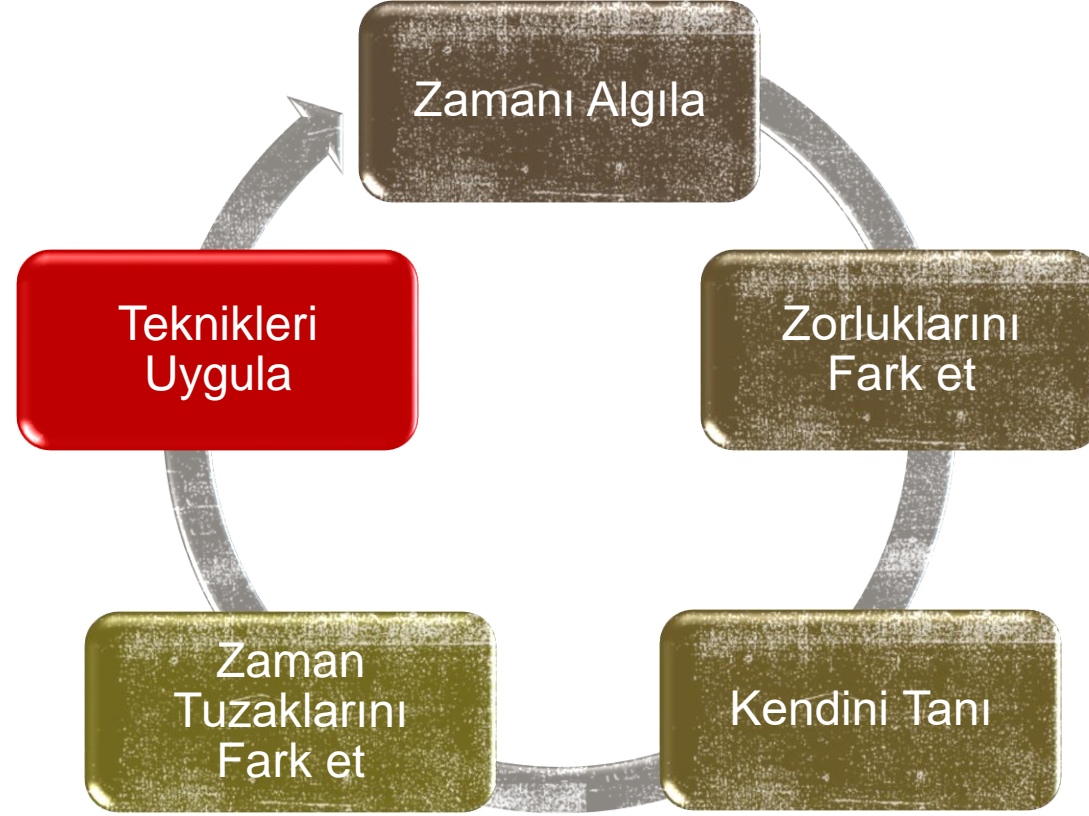 Zamanı Algıla
Zorluklarını
Fark et
Kendini Tanı
Zaman
Tuzaklarını
Fark et
Teknikleri
Uygula